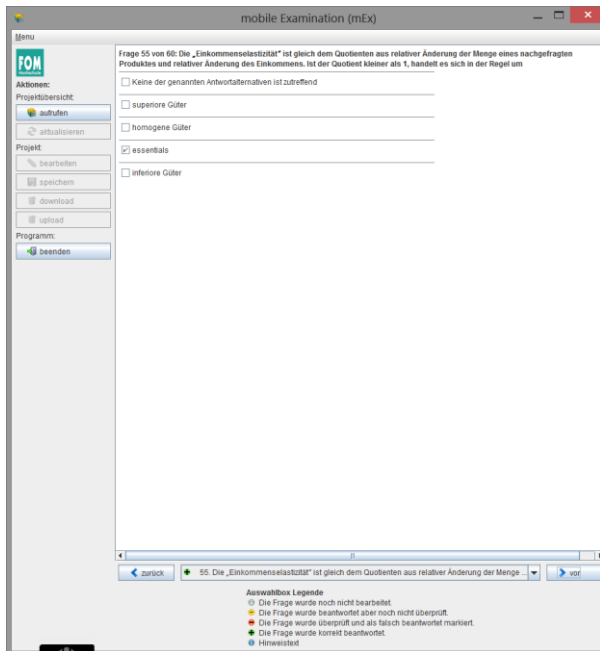 mobile Examination (mEx)
Menu
FOM
Hochschule
Aktionen:
Projektübersicht:
aufrufen
aktualisieren
Projekt:
bearbeiten
speichern
download
upload
Programm:
beenden
Frage 55 von 60: Die „Einkommenselastizität" ist gleich dem Quotienten aus relativer Änderung der Menge eines nachgefragten
Produktes und relativer Änderung des Einkommens. Ist der Quotient kleiner als 1, handelt es sich in der Regel um
Keine der genannten Antwortalternativen ist zutreffend
superiore Güter
homogene Güter
essentials
inferiore Güter
zurück
55. Die „Einkommenselastizität" ist gleich dem Quotienten aus relativer Änderung der Menge ...
vor
Auswahlbox Legende
Die Frage wurde noch nicht bearbeitet.
Die Frage wurde beantwortet aber noch nicht überprüft.
Die Frage wurde überprüft und als falsch beantwortet markiert.
Die Frage wurde korrekt beantwortet.
Hinweistext